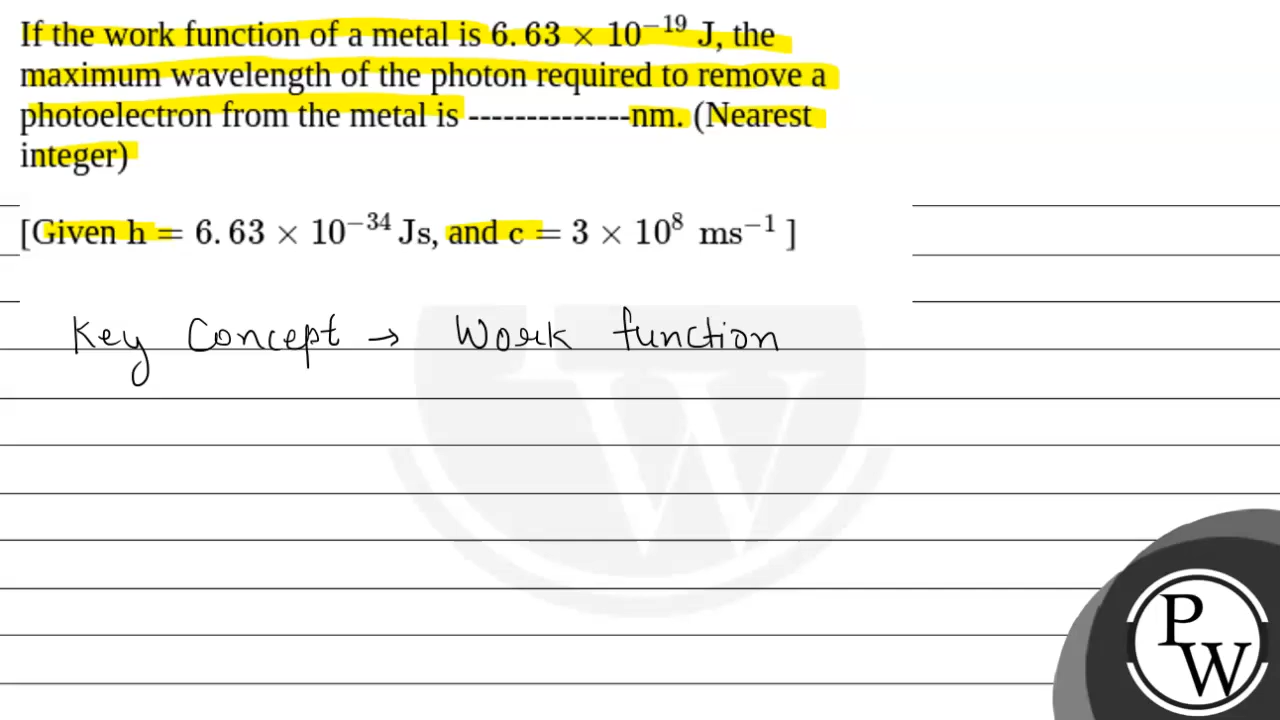 If the work function of a metal is 6.63 × 10⁻¹⁹ J, the
maximum wavelength of the photon required to remove a
photoelectron from the metal is --------------nm. (Nearest
integer)
[Given h = 6.63 × 10⁻³⁴ Js, and c = 3 × 10⁸ ms⁻¹ ]
Key Concept → Work function
W
P
W